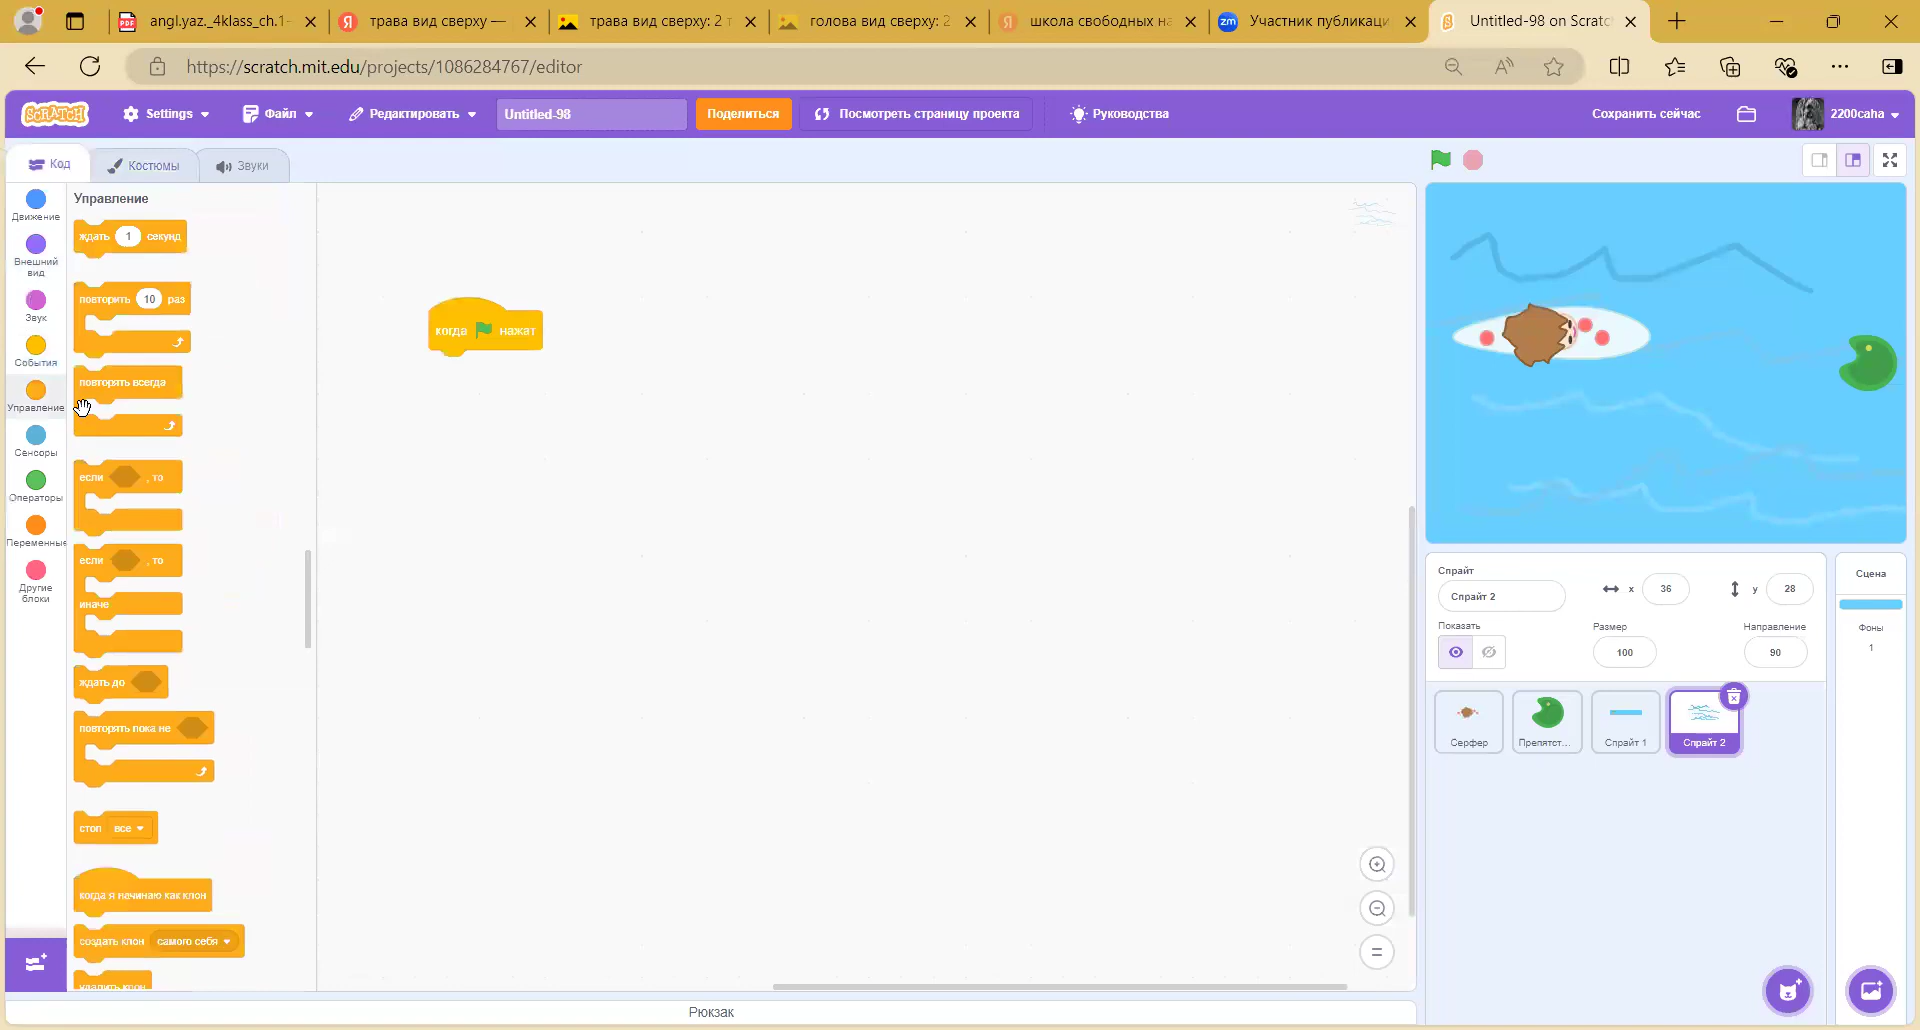 angl.yaz._4klass_ch.1-
трава вид сверху —
трава вид сверху: 2 т
голова вид сверху: 2
школа свободных на
Участник публикаци
Untitled-98 on Scratc
https://scratch.mit.edu/projects/1086284767/editor
SCRATCH
Settings
Файл
Редактировать
Untitled-98
Поделиться
Посмотреть страницу проекта
Руководства
Сохранить сейчас
2200caha
Код
Костюмы
Звуки
Движение
Внешний
вид
Звук
События
Управление
Сенсоры
Операторы
Переменные
Другие
блоки
Управление
ждать 1 секунд
повторить 10 раз
повторять всегда
если , то
если , то
иначе
ждать до
повторять пока не
стоп все
когда я начинаю как клон
создать клон самого себя
удалить клон
когда нажат
Спрайт
Спрайт 2
x 36
y 28
Показать
Размер
100
Направление
90
Серфер
Препятст...
Спрайт 1
Спрайт 2
Сцена
Фоны
1
Рюкзак